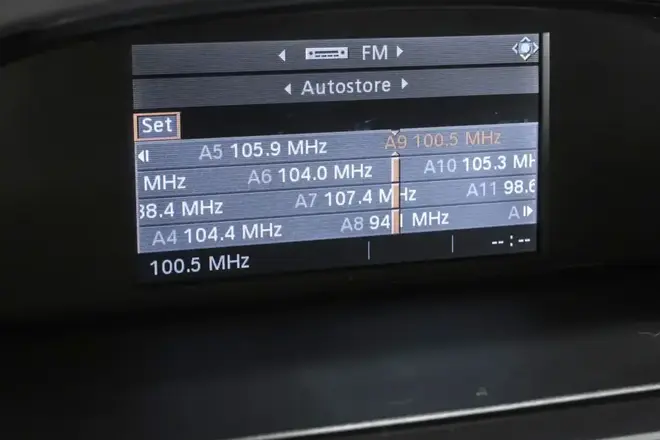 FM
Autostore
Set
A5 105.9 MHz A9 100.5 MHz
MHz A6 104.0 MHz A10 105.3 MH
38.4 MHz A7 107.4 MHz A11 98.6
A4 104.4 MHz A8 94 MHz A
100.5 MHz --:--